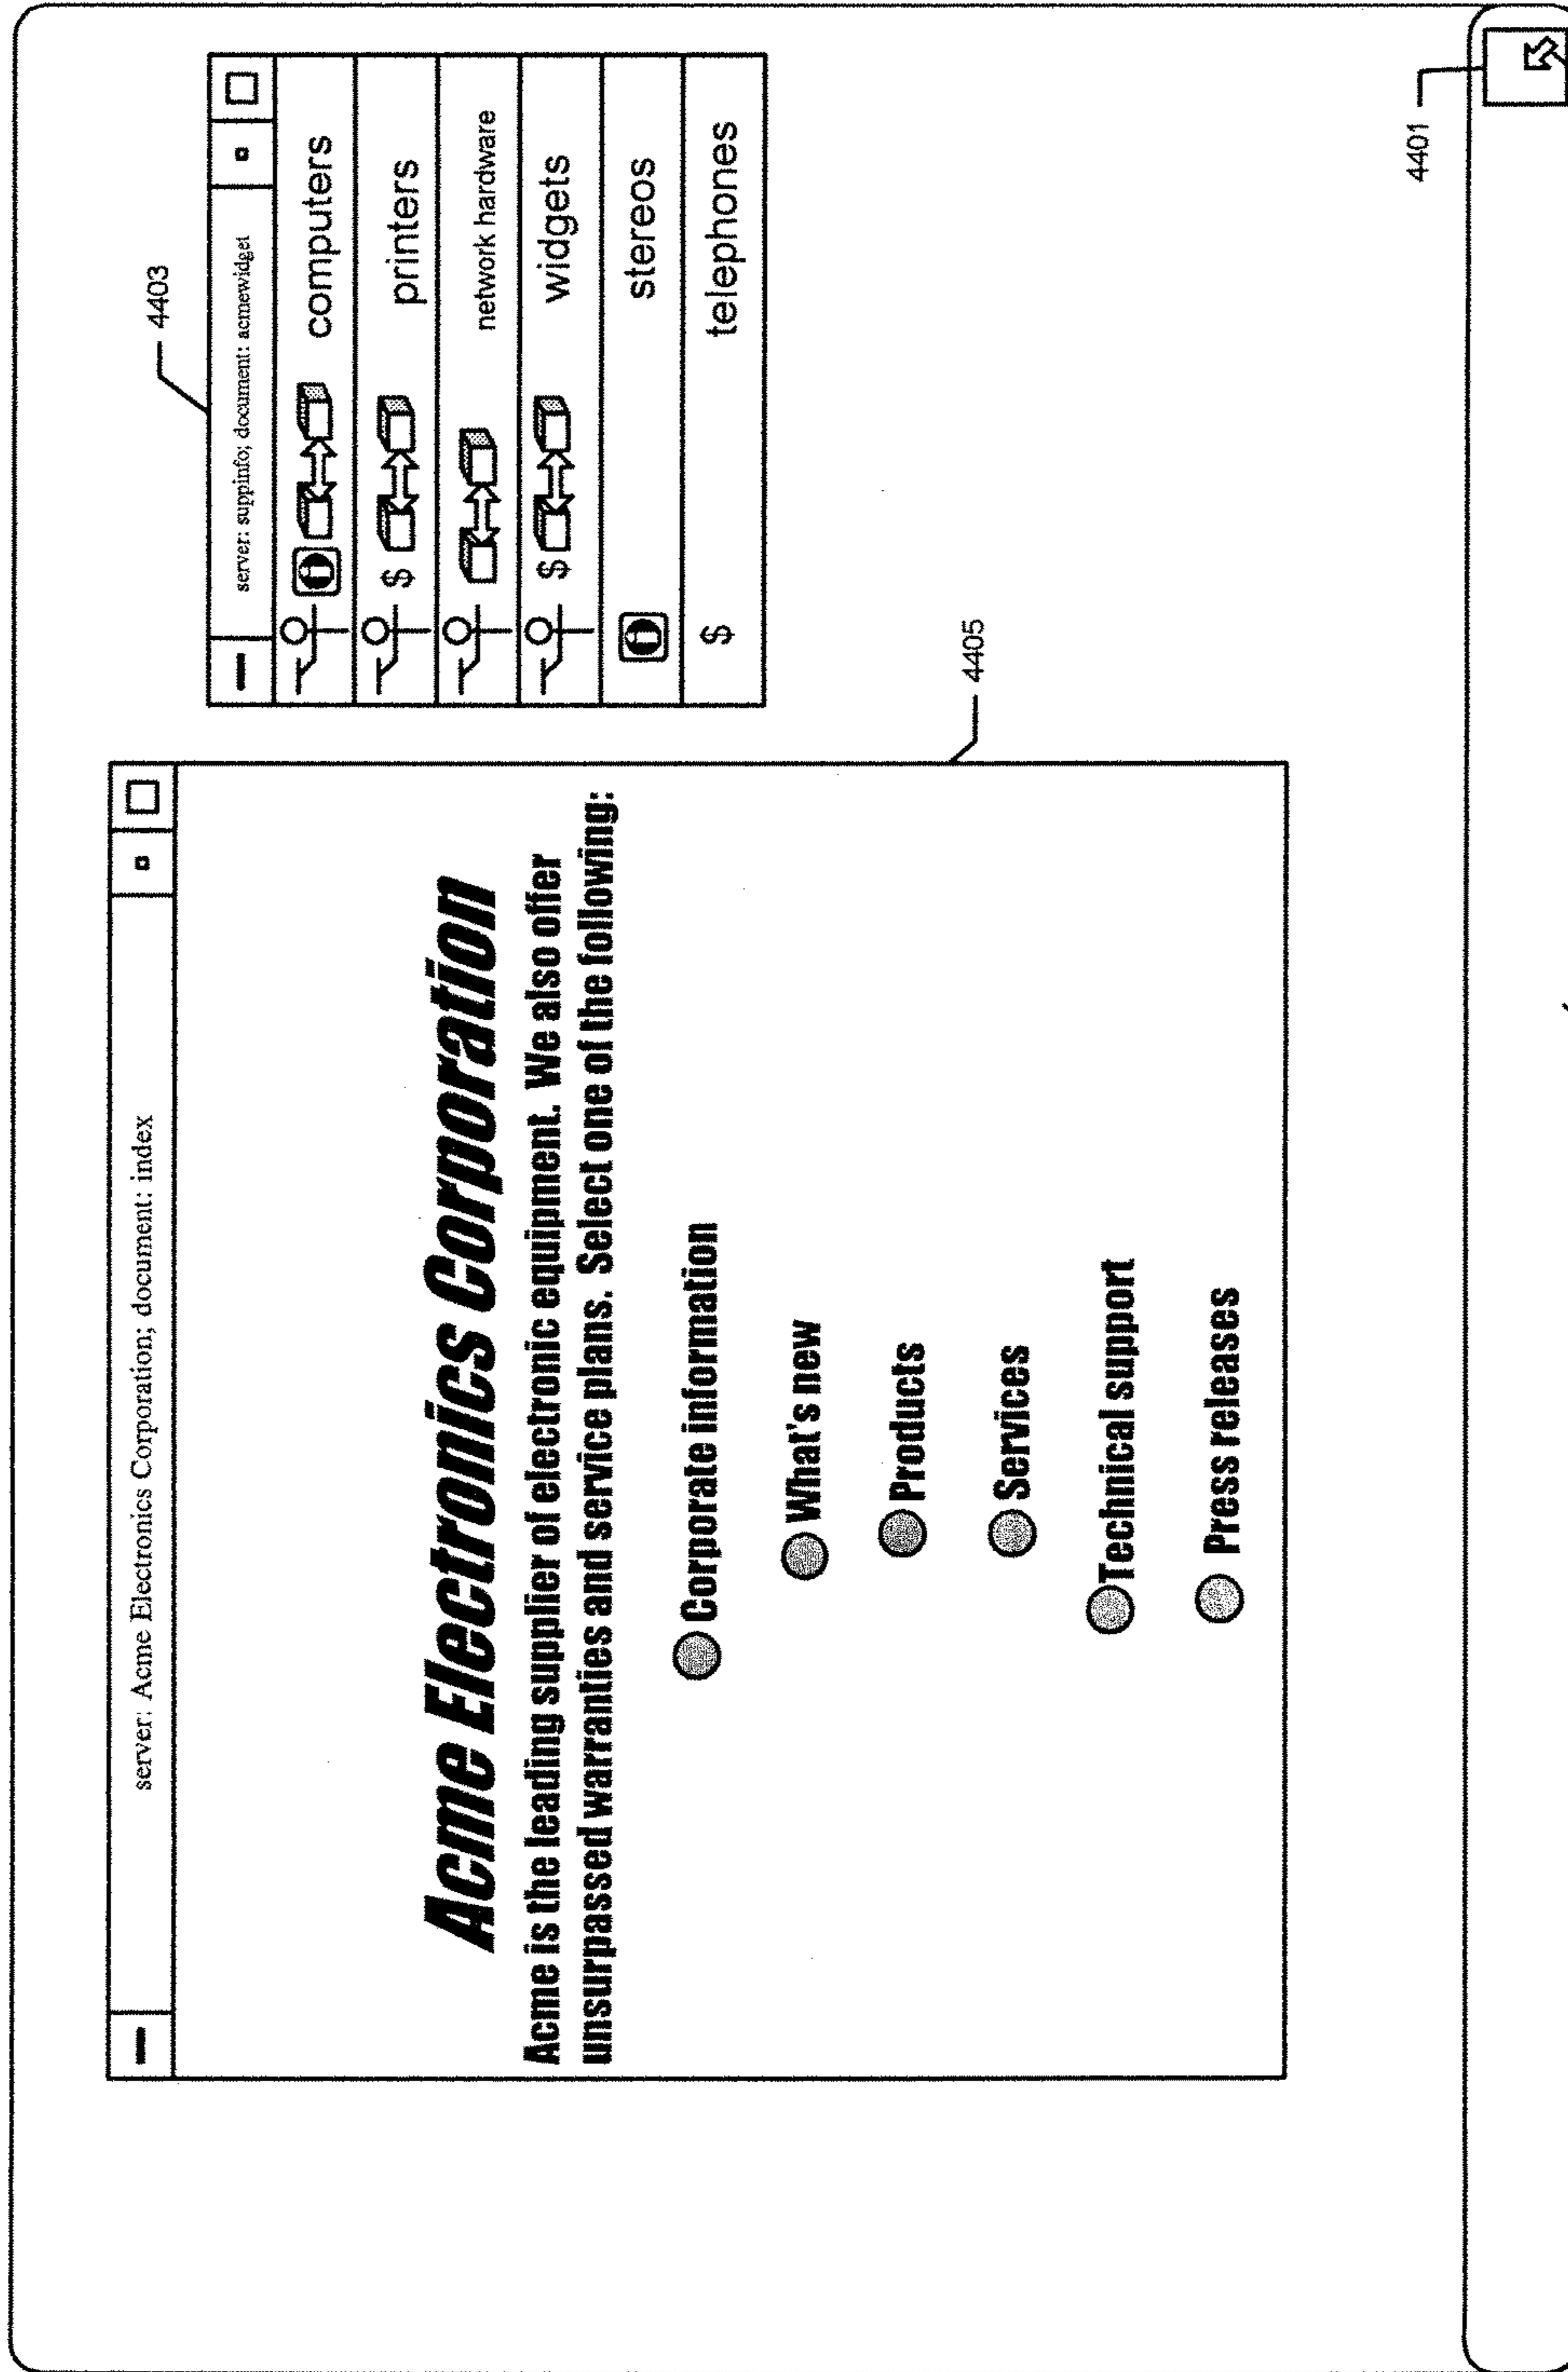 server: Acme Electronics Corporation; document: index
Acme Electronics Corporation
Acme is the leading supplier of electronic equipment. We also offer
unsurpassed warranties and service plans. Select one of the following:
Corporate information
What's new
Products
Services
Technical support
Press releases
4405
4403
server: suppinfo; document: acmewidget
computers
$ printers
network hardware
$ widgets
stereos
$ telephones
4401